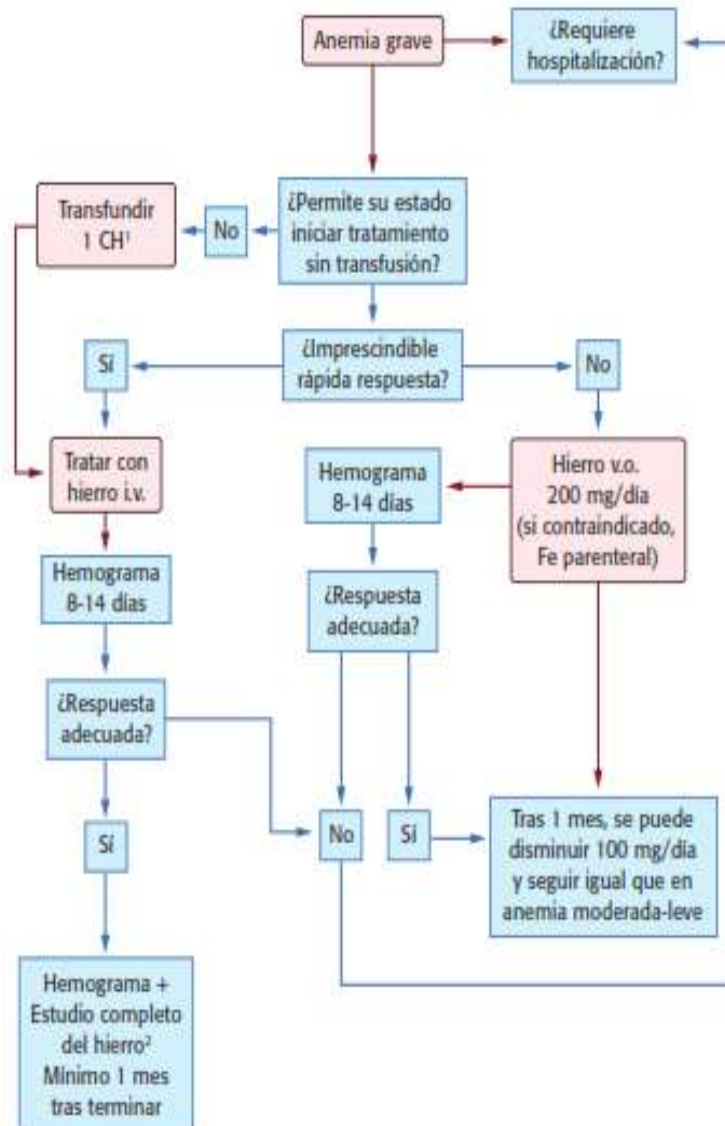 Anemia grave
¿Requiere
hospitalización?
Transfundir
1 CH¹
No
¿Permite su estado
iniciar tratamiento
sin transfusión?
Sí
¿Imprescindible
rápida respuesta?
No
Tratar con
hierro i.v.
Hemograma
8-14 días
Hierro v.o.
200 mg/día
(si contraindicado,
Fe parenteral)
Hemograma
8-14 días
¿Respuesta
adecuada?
¿Respuesta
adecuada?
Sí
No
Sí
Tras 1 mes, se puede
disminuir 100 mg/día
y seguir igual que en
anemia moderada-leve
Hemograma +
Estudio completo
del hierro²
Mínimo 1 mes
tras terminar